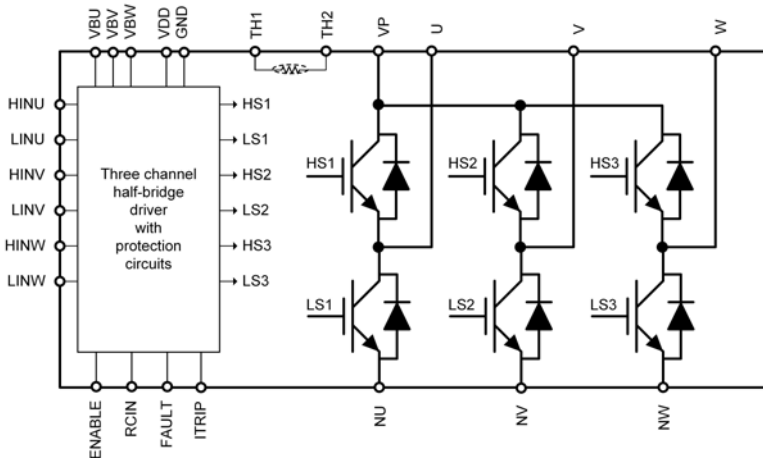 VBU
VBV
VBW
VDD
GND
TH1
TH2
VP
U
V
W
HINU
LINU
HINV
LINV
HINW
LINW
Three channel
half-bridge
driver
with
protection
circuits
HS1
LS1
HS2
LS2
HS3
LS3
HS1
HS2
HS3
LS1
LS2
LS3
ENABLE
RCIN
FAULT
ITRIP
NU
NV
NW